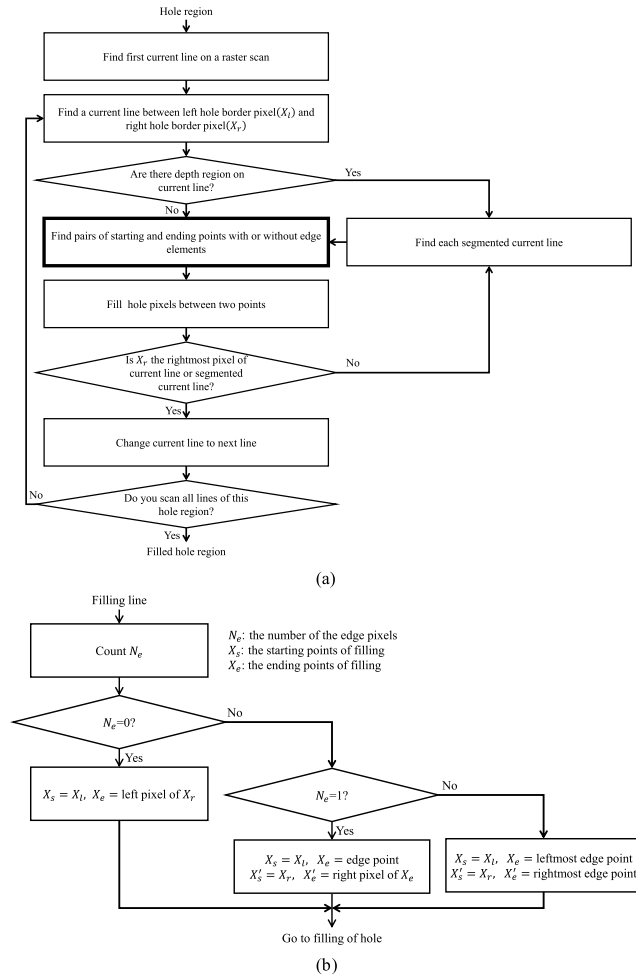 Hole region
Find first current line on a raster scan
Find a current line between left hole border pixel(X_l) and
right hole border pixel(X_r)
Are there depth region on
current line?
Yes
No
Find pairs of starting and ending points with or without edge
elements
Find each segmented current line
Fill hole pixels between two points
Is X_r the rightmost pixel of
current line or segmented
current line?
No
Yes
Change current line to next line
No
Do you scan all lines of this
hole region?
Yes
Filled hole region
(a)
Filling line
Count N_e
N_e: the number of the edge pixels
X_s: the starting points of filling
X_e: the ending points of filling
N_e=0?
No
Yes
X_s = X_l, X_e = left pixel of X_r
N_e=1?
No
Yes
X_s = X_l, X_e = edge point
X_s' = X_r, X_e' = right pixel of X_e
X_s = X_l, X_e = leftmost edge point
X_s' = X_r, X_e' = rightmost edge point
Go to filling of hole
(b)